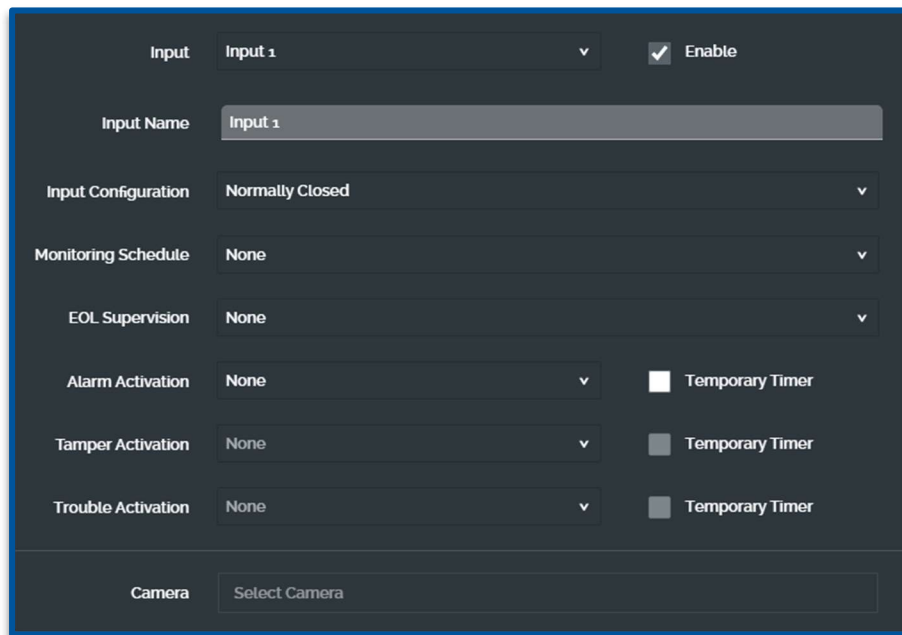 Input Input 1 Enable
Input Name Input 1
Input Configuration Normally Closed
Monitoring Schedule None
EOL Supervision None
Alarm Activation None Temporary Timer
Tamper Activation None Temporary Timer
Trouble Activation None Temporary Timer
Camera Select Camera